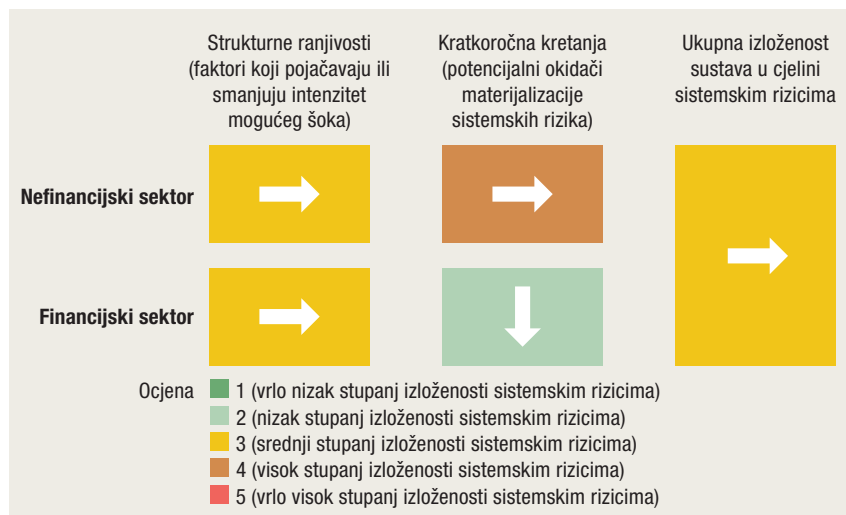 Strukturne ranjivosti
(faktori koji pojačavaju ili
smanjuju intenzitet
mogućeg šoka)
Kratkoročna kretanja
(potencijalni okidači
materijalizacije
sistemskih rizika)
Ukupna izloženost
sustava u cjelini
sistemskim rizicima
Nefinancijski sektor
Financijski sektor
Ocjena
1 (vrlo nizak stupanj izloženosti sistemskim rizicima)
2 (nizak stupanj izloženosti sistemskim rizicima)
3 (srednji stupanj izloženosti sistemskim rizicima)
4 (visok stupanj izloženosti sistemskim rizicima)
5 (vrlo visok stupanj izloženosti sistemskim rizicima)